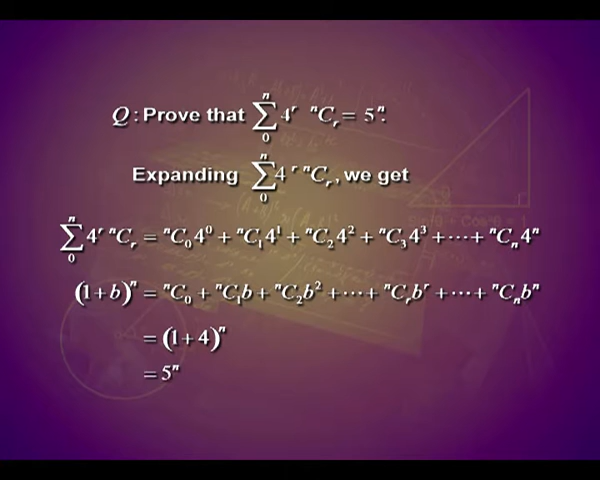 Q : Prove that ∑₀ⁿ 4ʳ ⁿCᵣ = 5ⁿ.
Expanding ∑₀ⁿ 4ʳ ⁿCᵣ, we get
∑₀ⁿ 4ʳ ⁿCᵣ = ⁿC₀4⁰ + ⁿC₁4¹ + ⁿC₂4² + ⁿC₃4³ + ⋯ + ⁿCₙ4ⁿ
(1 + b)ⁿ = ⁿC₀ + ⁿC₁b + ⁿC₂b² + ⋯ + ⁿCᵣbʳ + ⋯ + ⁿCₙbⁿ
= (1 + 4)ⁿ
= 5ⁿ